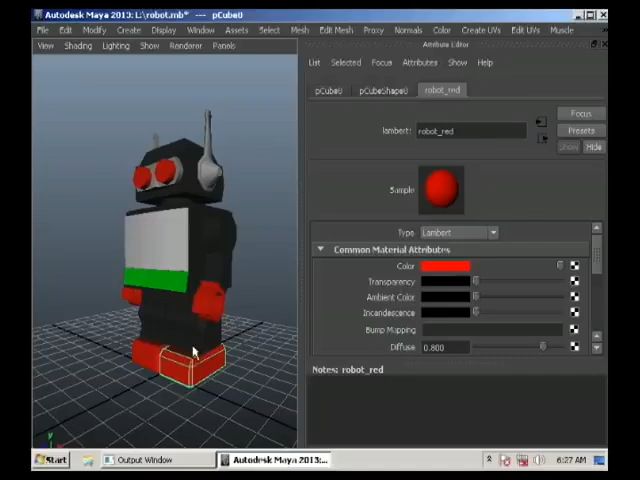 Autodesk Maya 2013: L:\robot.mb* --- pCube8
File Edit Modify Create Display Window Assets Select Mesh Edit Mesh Proxy Normals Color Create UVs Edit UVs Muscle
View Shading Lighting Show Renderer Panels
Attribute Editor
List Selected Focus Attributes Show Help
pCube8 pCubeShape8 robot_red
Focus
lambert: robot_red
Presets
Show Hide
Sample
Type Lambert
Common Material Attributes
Color
Transparency
Ambient Color
Incandescence
Bump Mapping
Diffuse 0.800
Notes: robot_red
Start Output Window Autodesk Maya 2013:... 6:27 AM